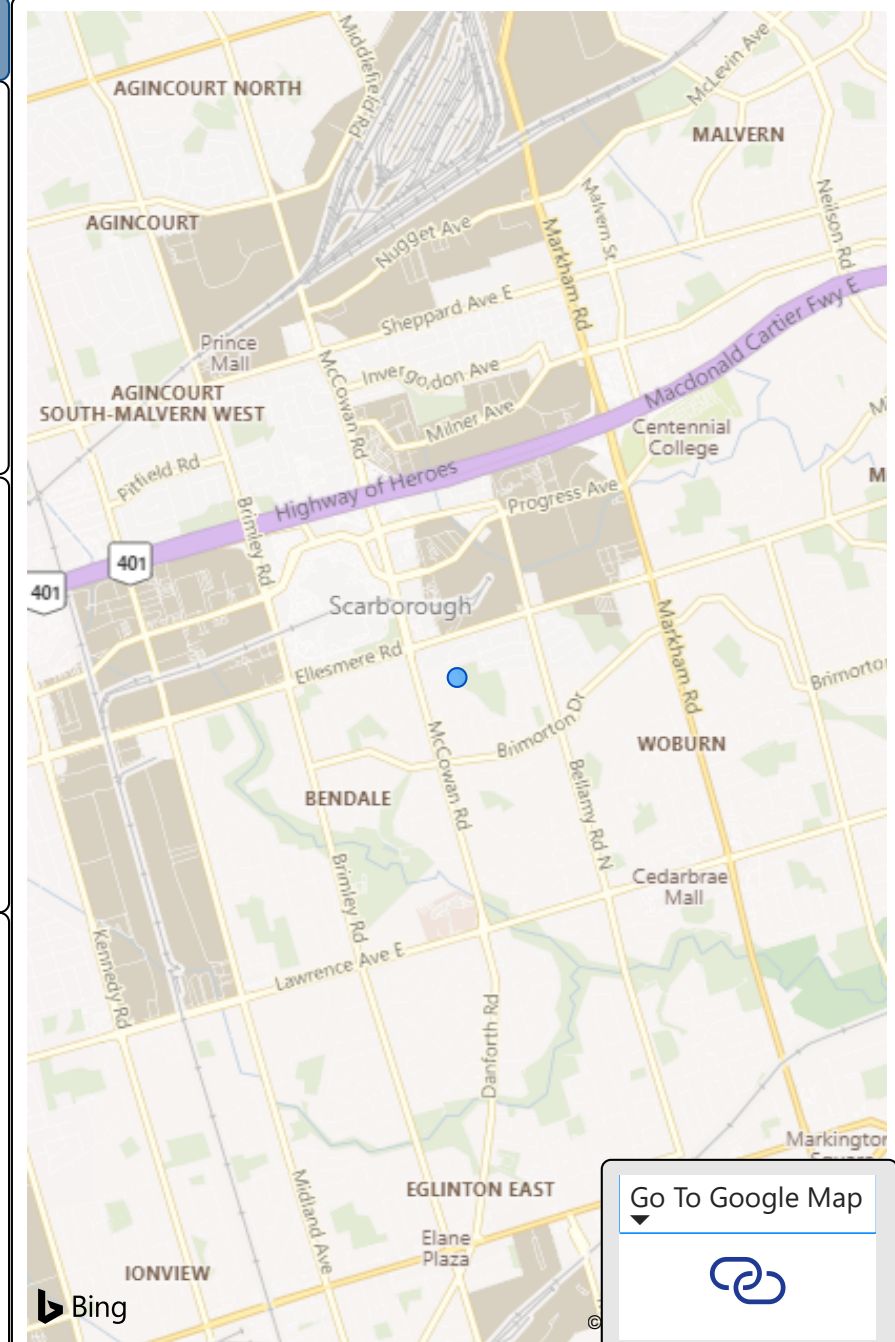 Middlefield Rd
McLevin Ave
AGINCOURT NORTH
MALVERN
AGINCOURT
Malvern St
Neilson Rd
Nugget Ave
Markham Rd
Sheppard Ave E
Macdonald Cartier Fwy E
Prince
Mall
McCowan Rd
Invergordon Ave
AGINCOURT
SOUTH-MALVERN WEST
Milner Ave
Centennial
College
Pitfield Rd
Highway of Heroes
Progress Ave
Brimley Rd
401
401
Scarborough
Markham Rd
Ellesmere Rd
Brimorton
McCowan Rd
Brimorton Dr
WOBURN
Bellamy Rd N
BENDALE
Brimley Rd
Cedarbrae
Mall
Kennedy Rd
Lawrence Ave E
Danforth Rd
Markington
Midland Ave
EGLINTON EAST
Go To Google Map
Elane
Plaza
IONVIEW
Bing
©